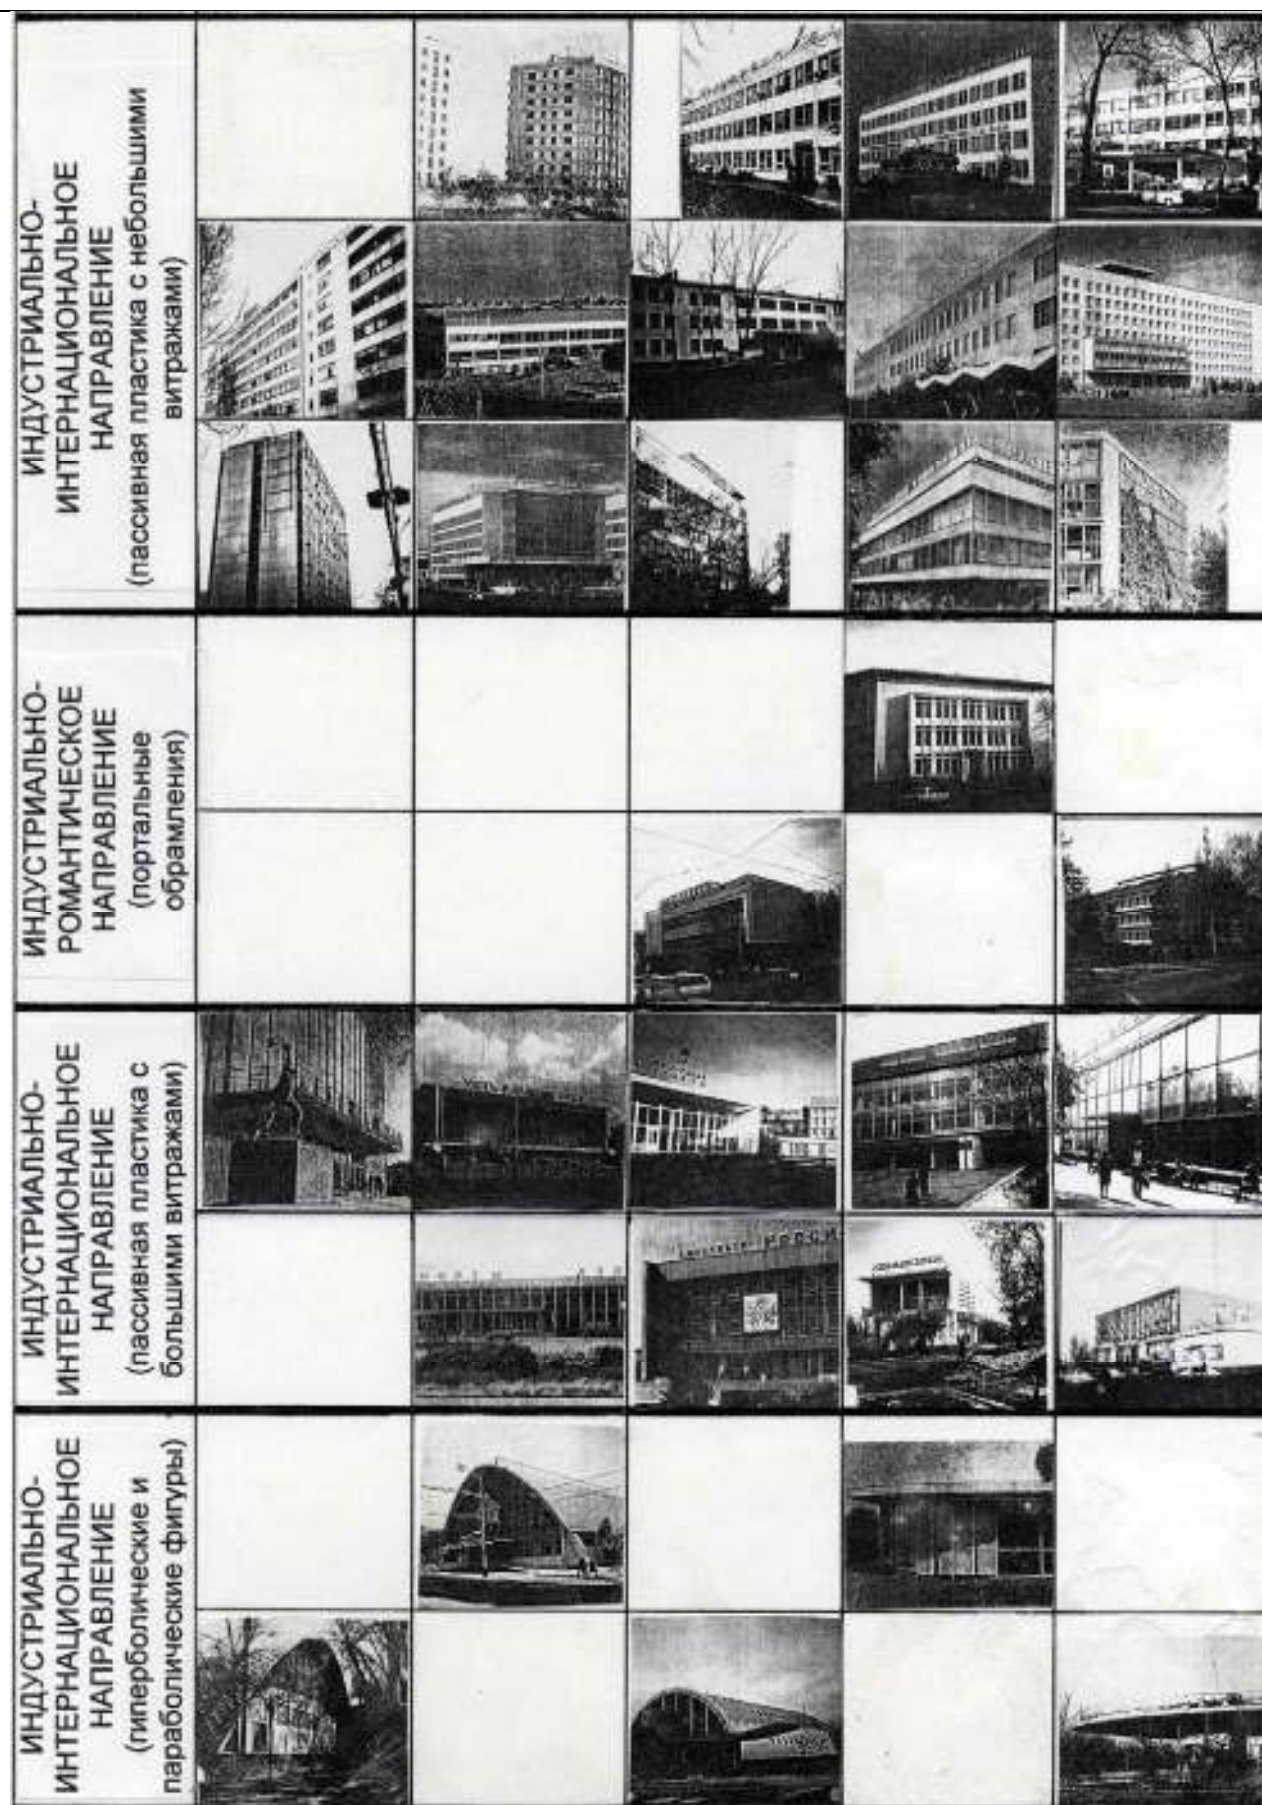 ИНДУСТРИАЛЬНО-
ИНТЕРНАЦИОНАЛЬНОЕ
НАПРАВЛЕНИЕ
(пассивная пластика с небольшими
витражами)
ИНДУСТРИАЛЬНО-
РОМАНТИЧЕСКОЕ
НАПРАВЛЕНИЕ
(портальные
обрамления)
ИНДУСТРИАЛЬНО-
ИНТЕРНАЦИОНАЛЬНОЕ
НАПРАВЛЕНИЕ
(пассивная пластика с
большими витражами)
РОССИ
ИНДУСТРИАЛЬНО-
ИНТЕРНАЦИОНАЛЬНОЕ
НАПРАВЛЕНИЕ
(гиперболические и
параболические фигуры)